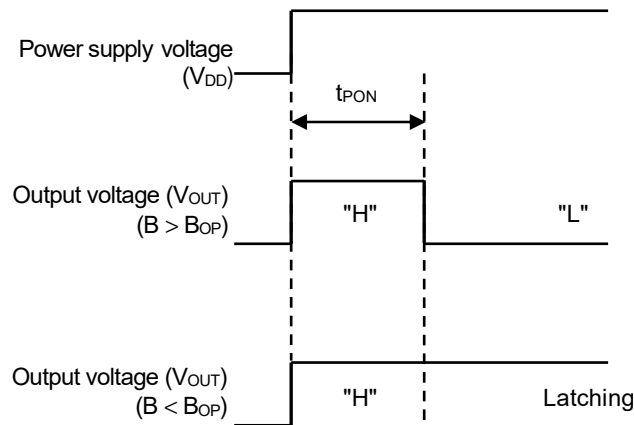 Power supply voltage
(VDD)
tPON
Output voltage (VOUT)
(B > BOP)
"H"
"L"
Output voltage (VOUT)
(B < BOP)
"H"
Latching